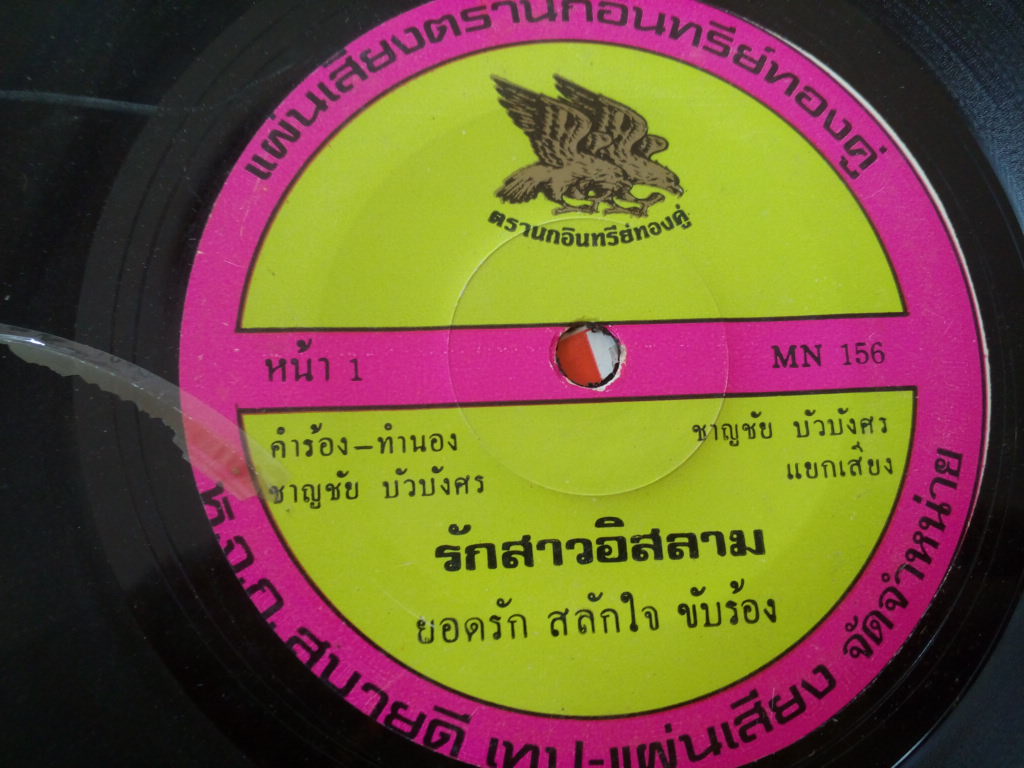 แผ่นเสียงตรานกอินทรีย์ทองคู่
ตรานกอินทรีย์ทองคู่
หน้า 1
MN 156
คำร้อง-ทำนอง
ชาญชัย บัวบังศร
ชาญชัย บัวบังศร
แยกเสียง
รักสาวอิสลาม
ยอดรัก สลักใจ ขับร้อง
สบายดี เทป-แผ่นเสียง จัดจำหน่าย